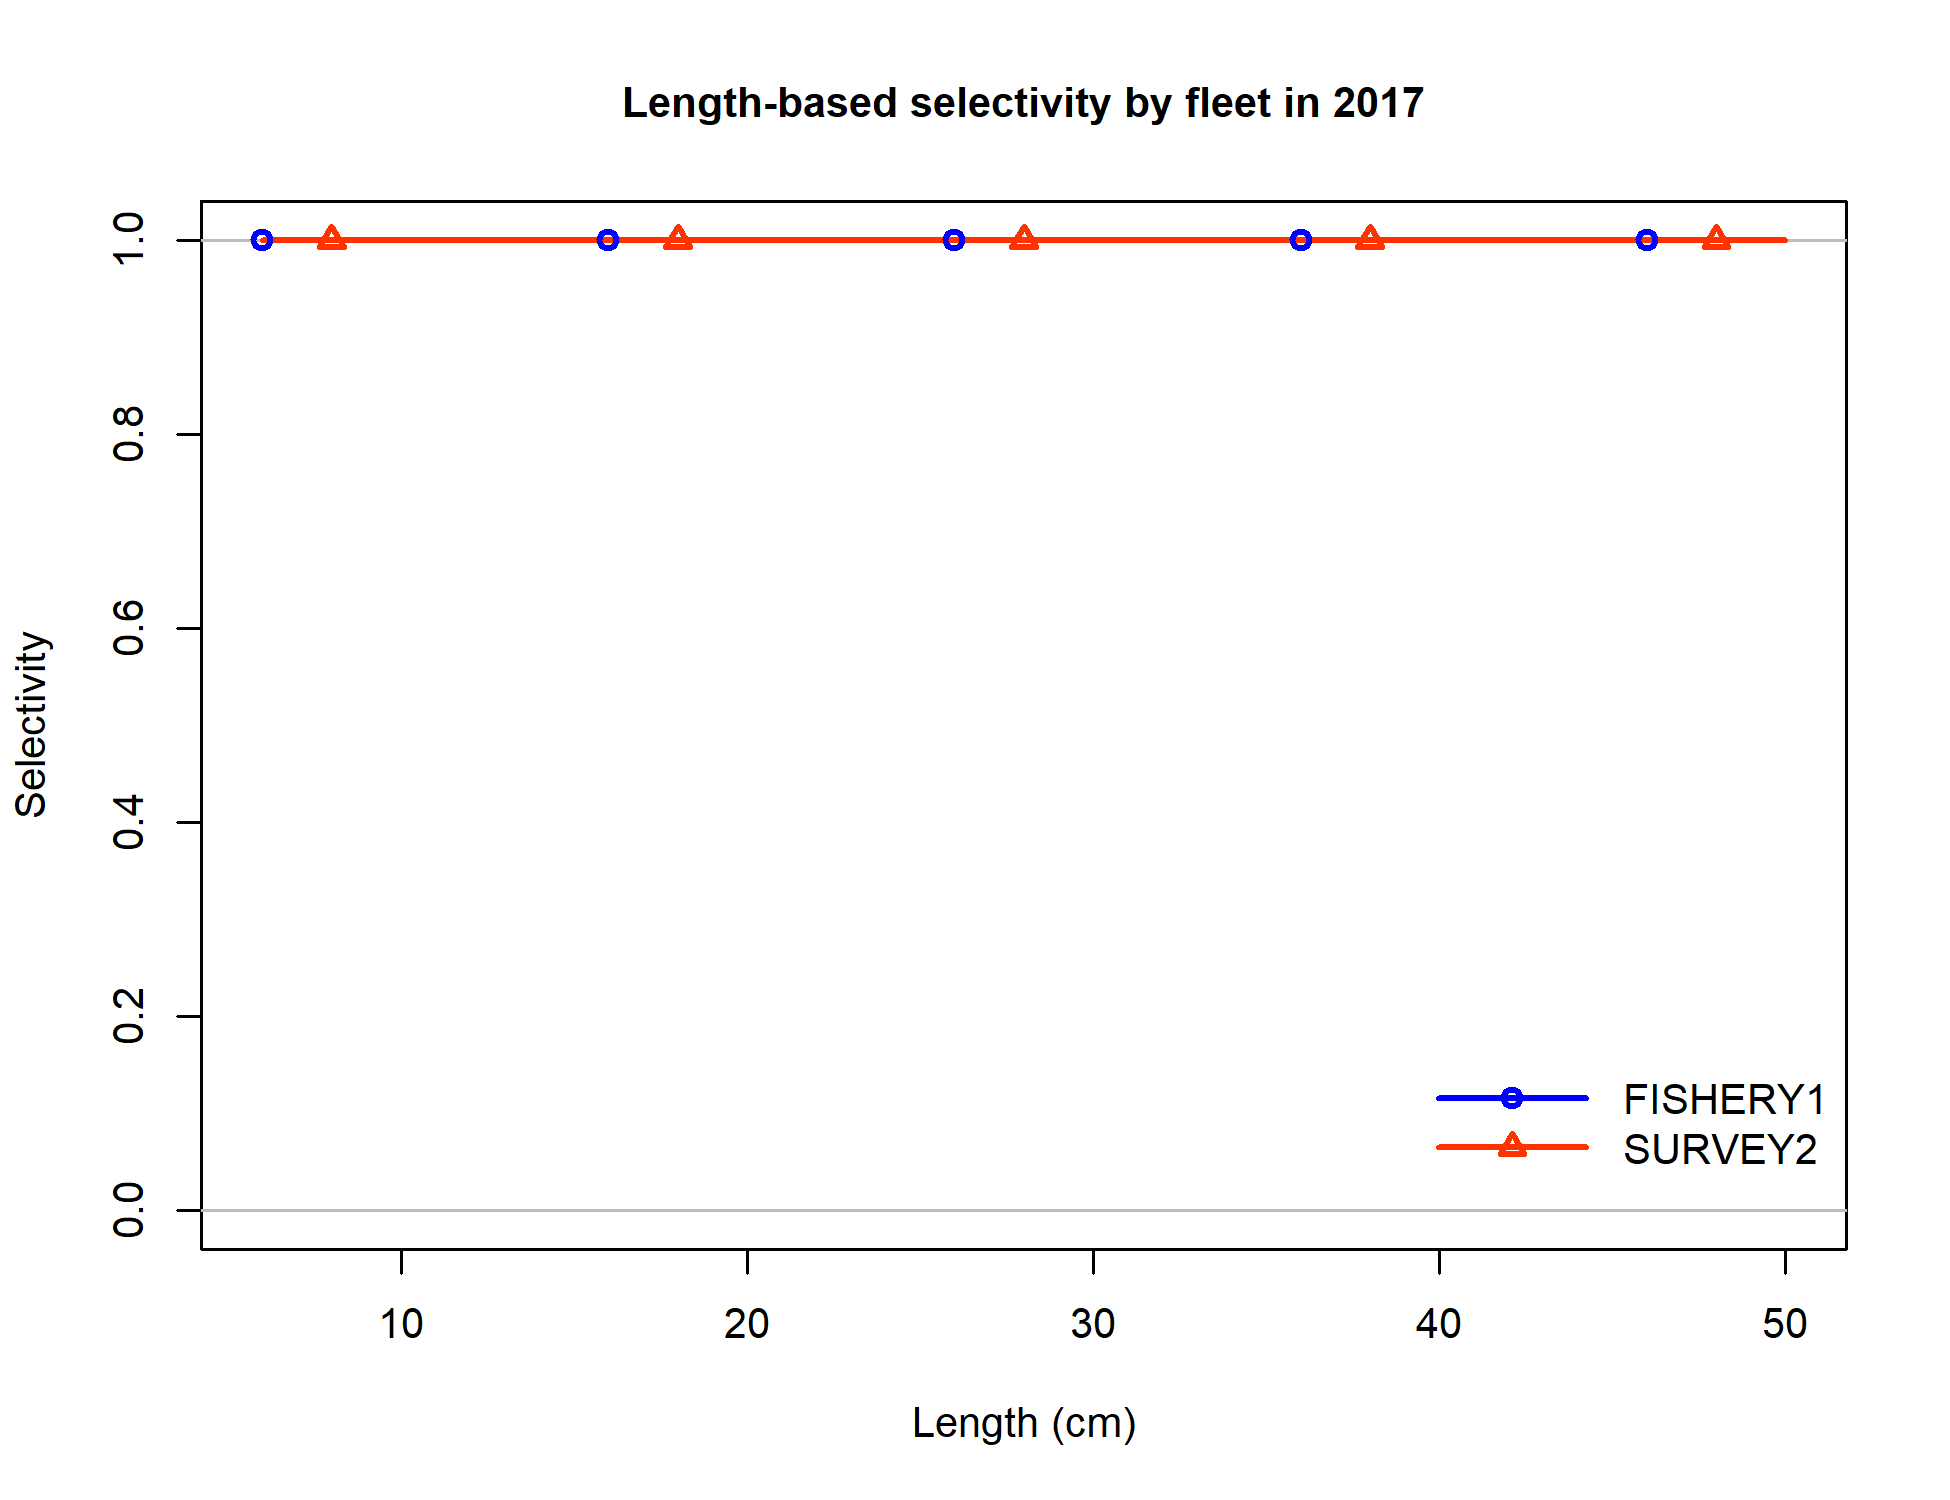 Length-based selectivity by fleet in 2017
1.0
0.8
0.6
0.4
0.2
0.0
Selectivity
FISHERY1
SURVEY2
10 20 30 40 50
Length (cm)